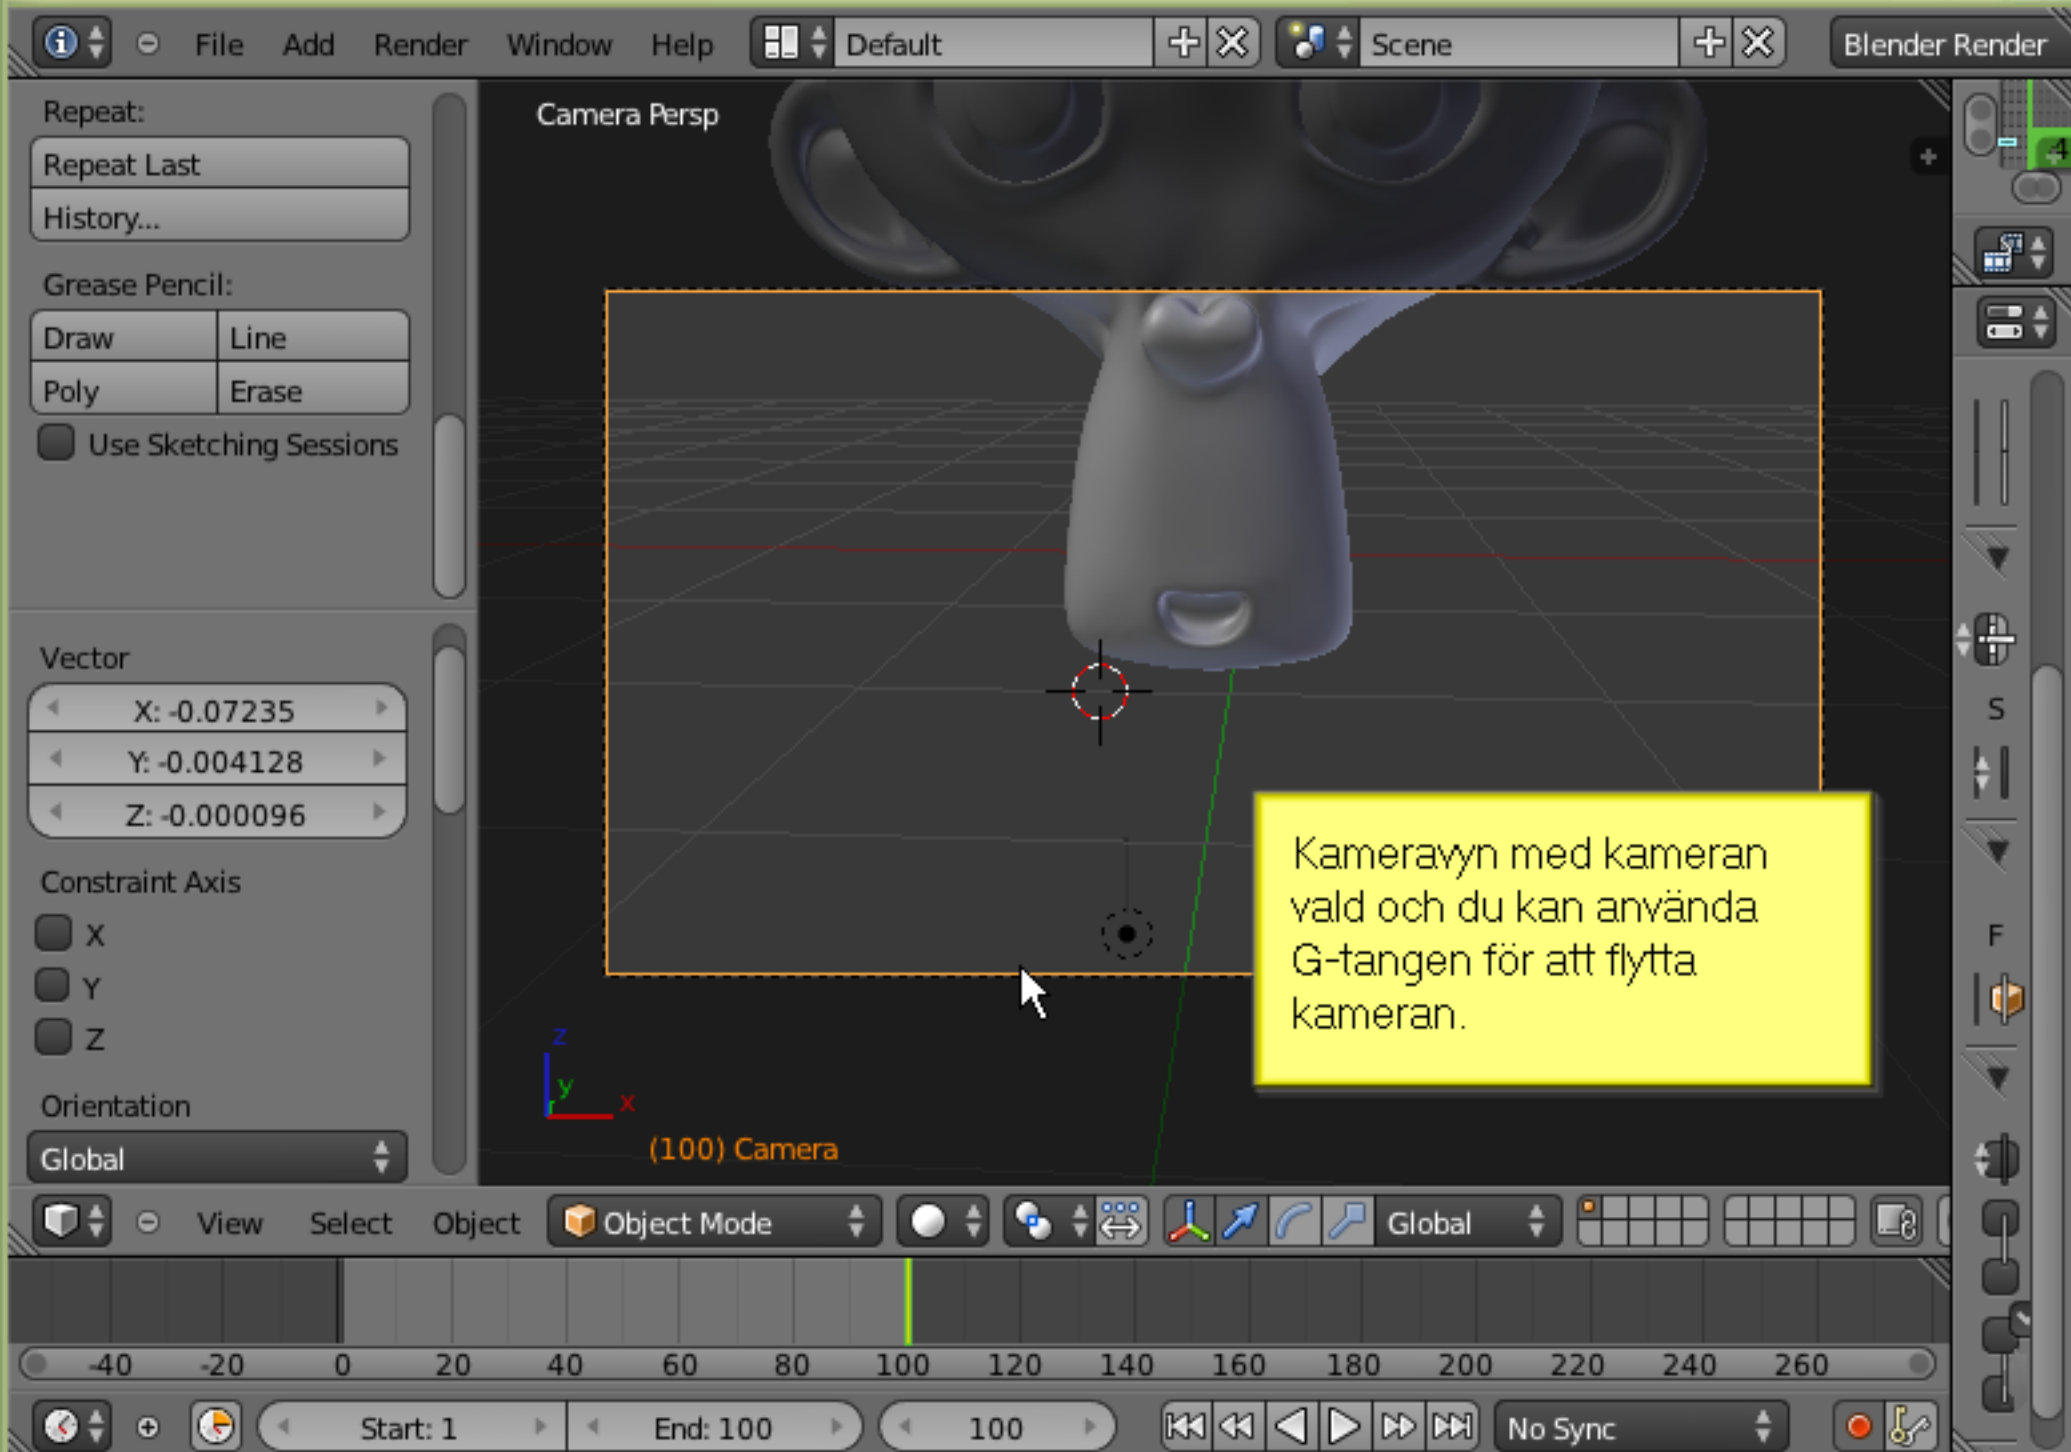 File Add Render Window Help Default Scene Blender Render
Repeat:
Repeat Last
History...
Grease Pencil:
Draw Line
Poly Erase
Use Sketching Sessions
Vector
X: -0.07235
Y: -0.004128
Z: -0.000096
Constraint Axis
X
Y
Z
Orientation
Global
Camera Persp
Kameravyn med kameran
vald och du kan använda
G-tangen för att flytta
kameran.
z
y
x
(100) Camera
4
S
F
View Select Object Object Mode Global
-40 -20 0 20 40 60 80 100 120 140 160 180 200 220 240 260
Start: 1 End: 100 100 No Sync